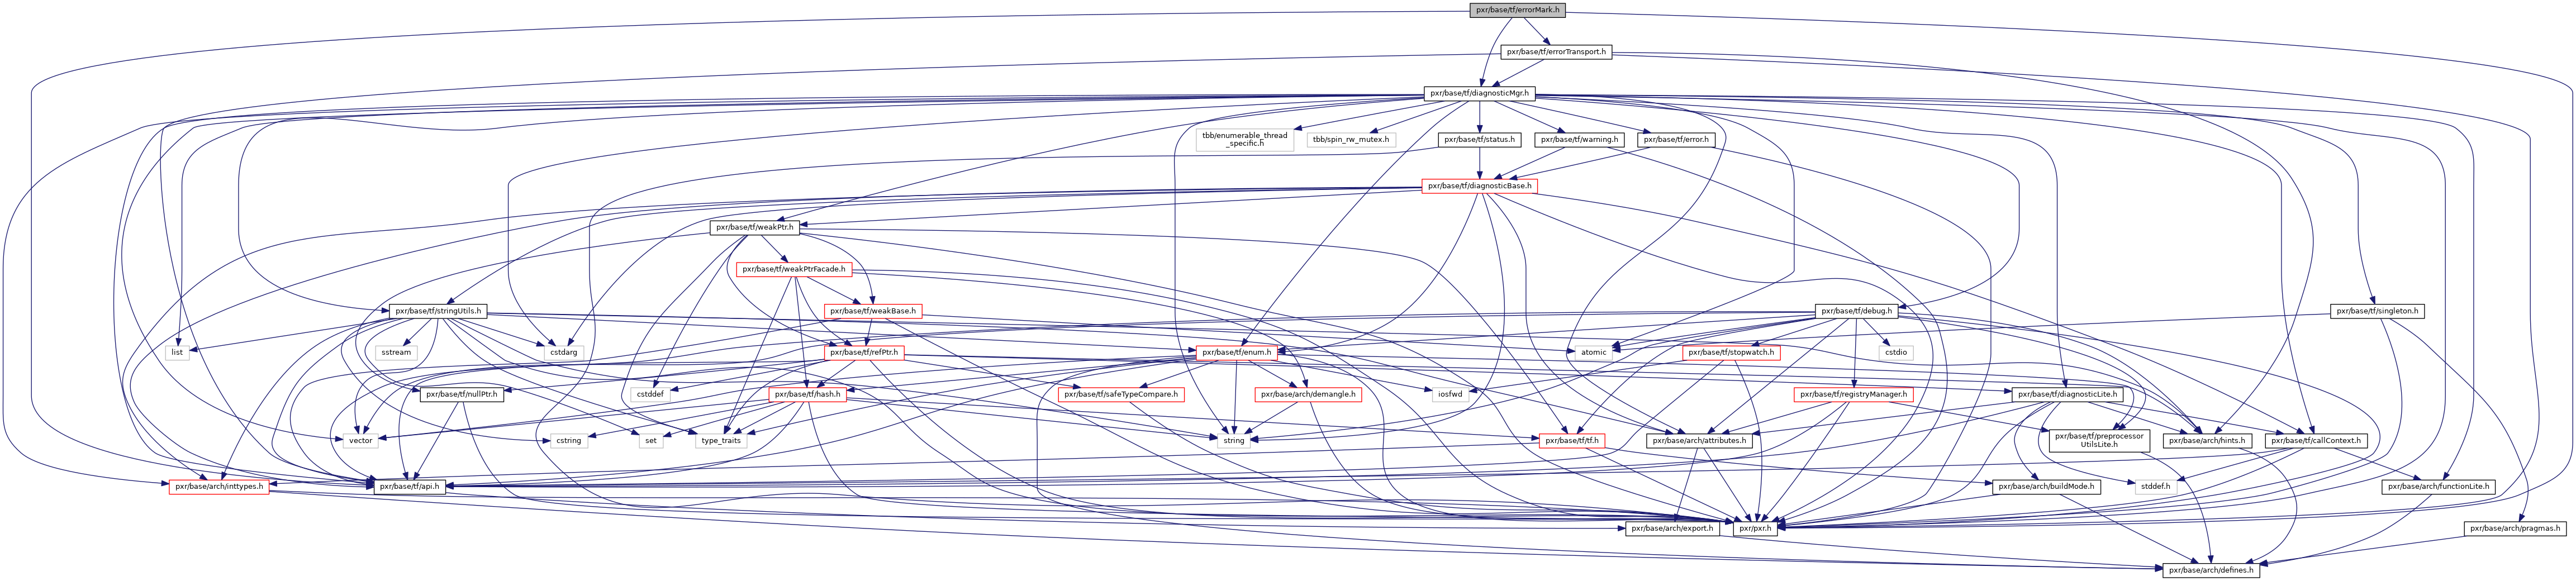 pxr/base/tf/errorMark.h
pxr/base/tf/errorTransport.h
pxr/base/tf/diagnosticMgr.h
tbb/enumerable_thread
_specific.h
tbb/spin_rw_mutex.h
pxr/base/tf/status.h
pxr/base/tf/warning.h
pxr/base/tf/error.h
pxr/base/tf/diagnosticBase.h
pxr/base/tf/weakPtr.h
pxr/base/tf/weakPtrFacade.h
pxr/base/tf/stringUtils.h
pxr/base/tf/weakBase.h
pxr/base/tf/debug.h
pxr/base/tf/singleton.h
list
sstream
cstdarg
pxr/base/tf/refPtr.h
pxr/base/tf/enum.h
atomic
pxr/base/tf/stopwatch.h
cstdio
pxr/base/tf/nullPtr.h
cstddef
pxr/base/tf/hash.h
pxr/base/tf/safeTypeCompare.h
pxr/base/arch/demangle.h
iosfwd
pxr/base/tf/registryManager.h
pxr/base/tf/diagnosticLite.h
vector
cstring
set
type_traits
string
pxr/base/tf/tf.h
pxr/base/arch/attributes.h
pxr/base/tf/preprocessor
UtilsLite.h
pxr/base/arch/hints.h
pxr/base/tf/callContext.h
pxr/base/arch/inttypes.h
pxr/base/tf/api.h
pxr/base/arch/buildMode.h
stddef.h
pxr/base/arch/functionLite.h
pxr/base/arch/export.h
pxr/pxr.h
pxr/base/arch/pragmas.h
pxr/base/arch/defines.h